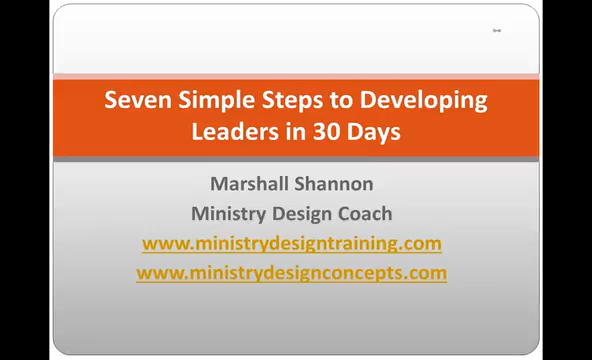 Seven Simple Steps to Developing
Leaders in 30 Days
Marshall Shannon
Ministry Design Coach
www.ministrydesigntraining.com
www.ministrydesignconcepts.com